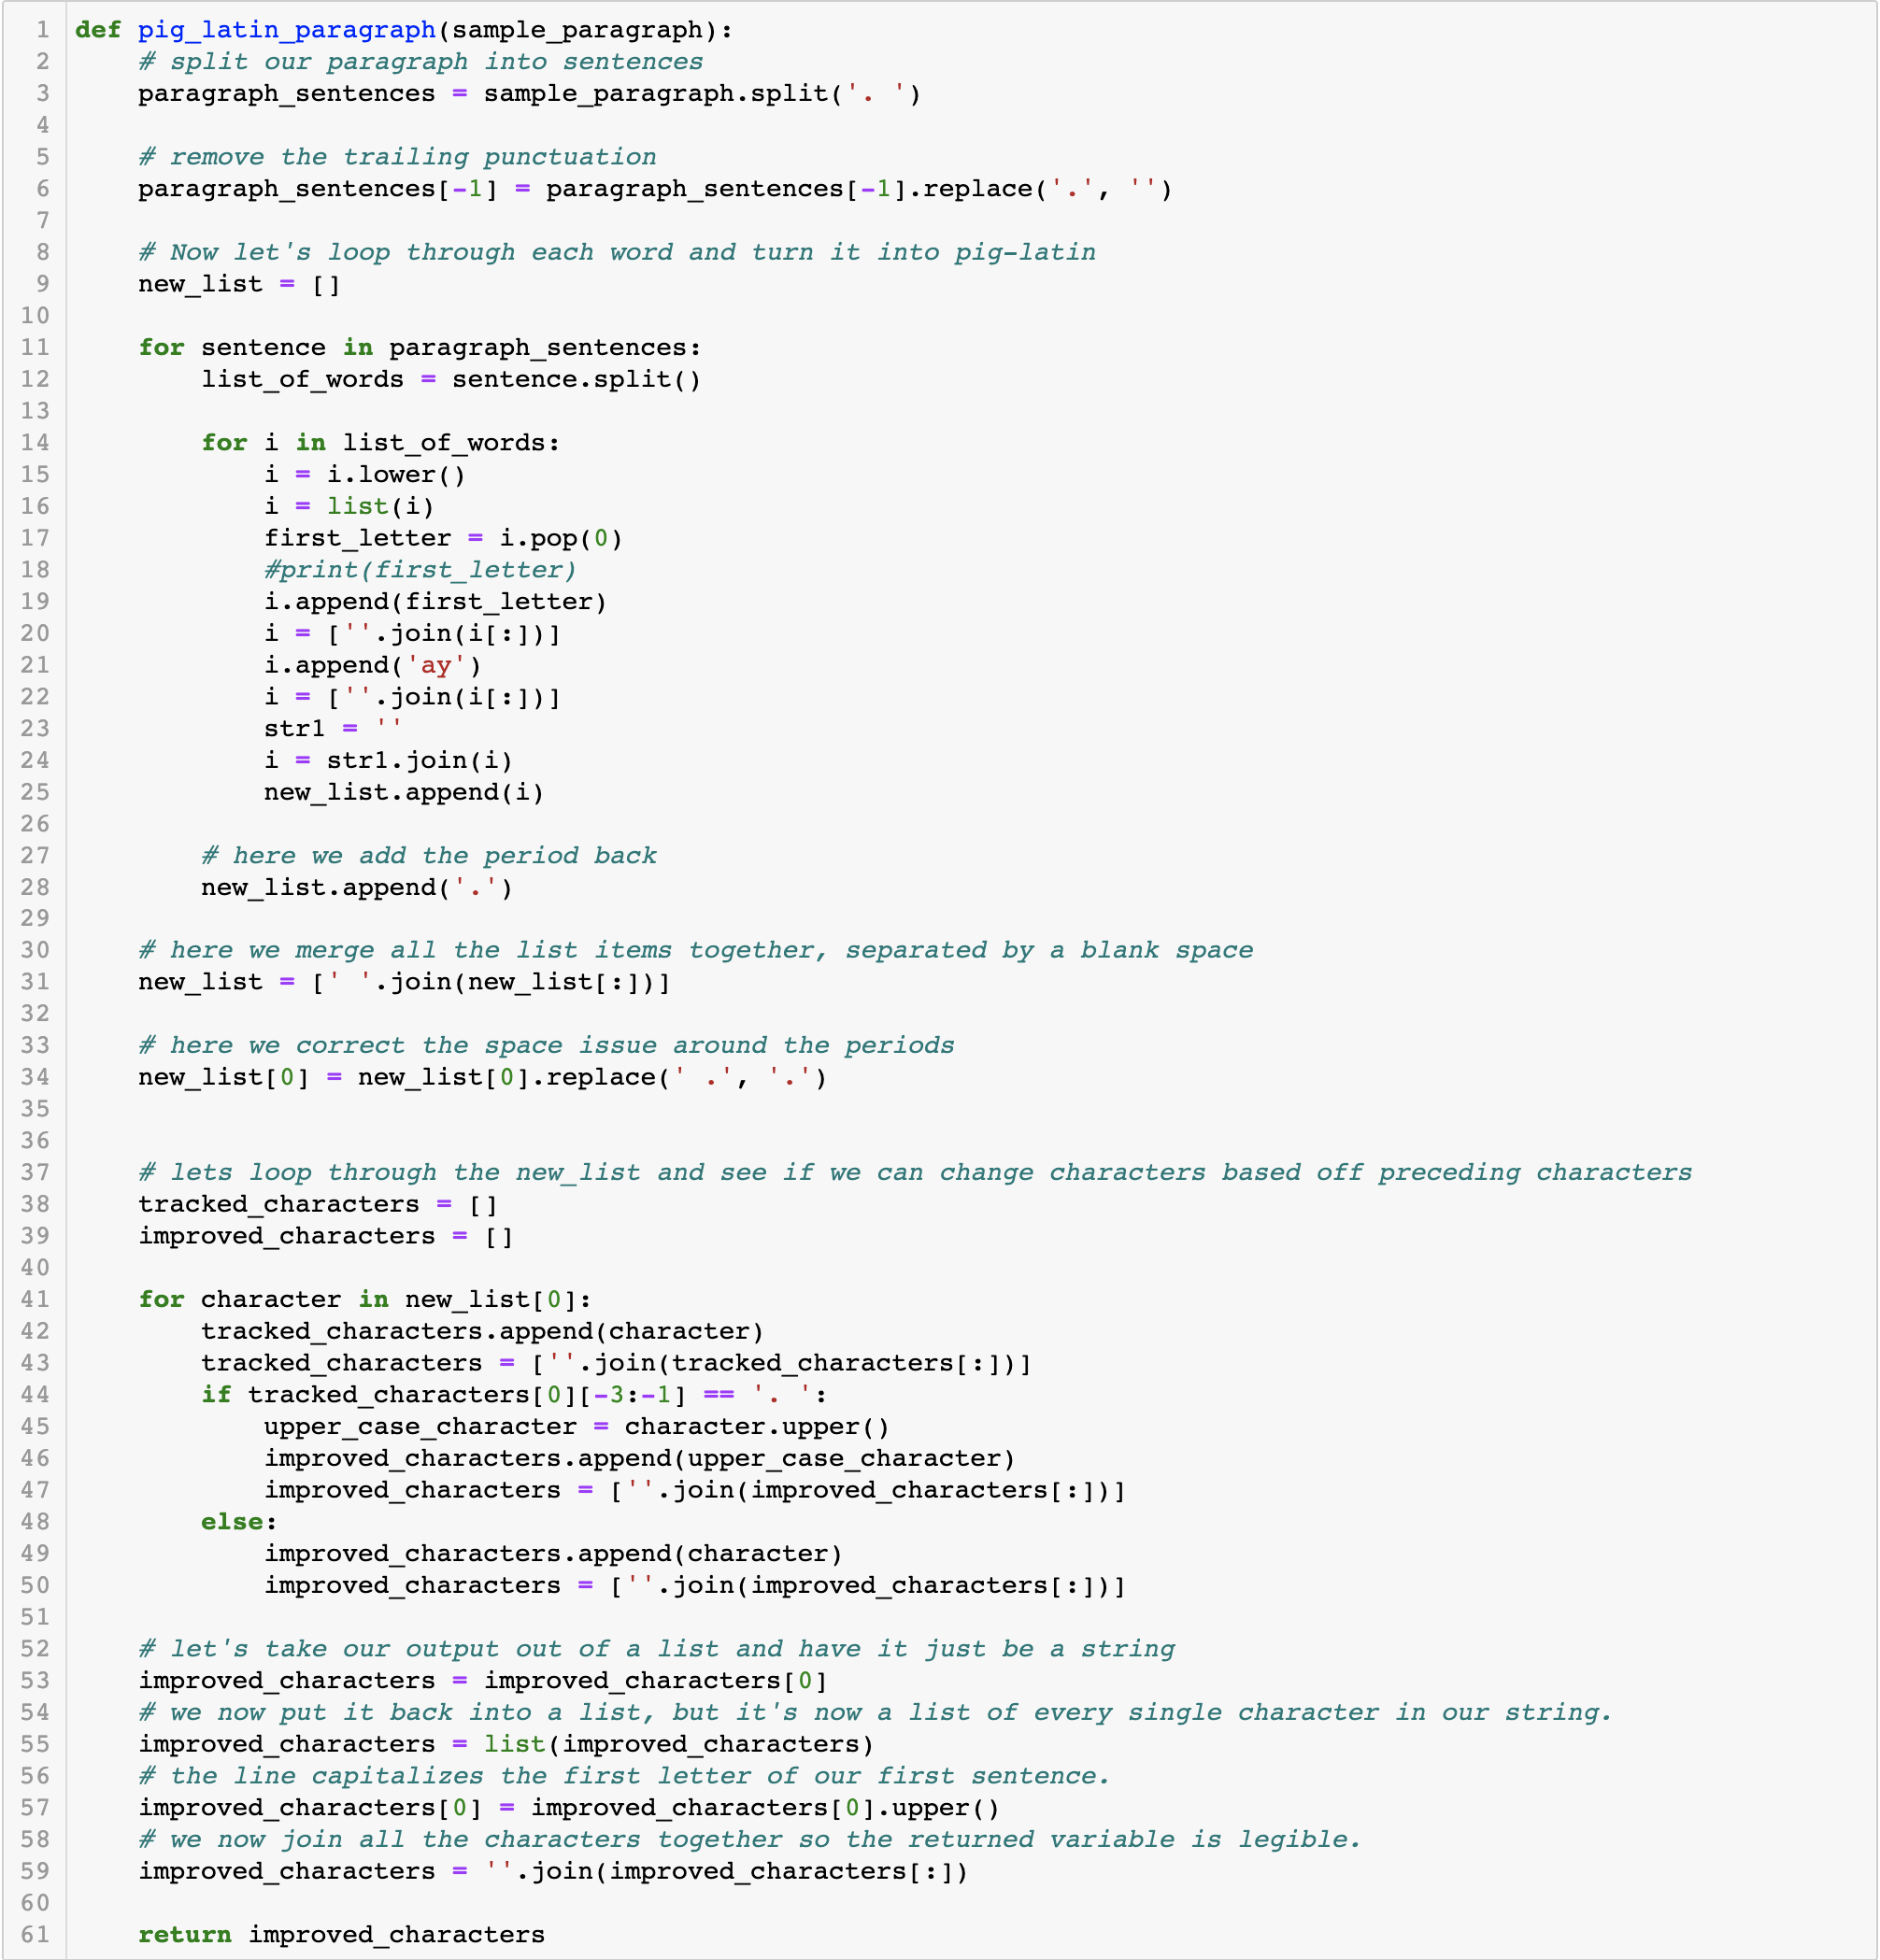 1 def pig_latin_paragraph(sample_paragraph):
2     # split our paragraph into sentences
3     paragraph_sentences = sample_paragraph.split('. ')
4
5     # remove the trailing punctuation
6     paragraph_sentences[-1] = paragraph_sentences[-1].replace('.', '')
7
8     # Now let's loop through each word and turn it into pig-latin
9     new_list = []
10
11     for sentence in paragraph_sentences:
12         list_of_words = sentence.split()
13
14         for i in list_of_words:
15             i = i.lower()
16             i = list(i)
17             first_letter = i.pop(0)
18             #print(first_letter)
19             i.append(first_letter)
20             i = [''.join(i[:])]
21             i.append('ay')
22             i = [''.join(i[:])]
23             str1 = ''
24             i = str1.join(i)
25             new_list.append(i)
26
27         # here we add the period back
28         new_list.append('.')
29
30     # here we merge all the list items together, separated by a blank space
31     new_list = [' '.join(new_list[:])]
32
33     # here we correct the space issue around the periods
34     new_list[0] = new_list[0].replace(' .', '.')
35
36
37     # lets loop through the new_list and see if we can change characters based off preceding characters
38     tracked_characters = []
39     improved_characters = []
40
41     for character in new_list[0]:
42         tracked_characters.append(character)
43         tracked_characters = [''.join(tracked_characters[:])]
44         if tracked_characters[0][-3:-1] == '. ':
45             upper_case_character = character.upper()
46             improved_characters.append(upper_case_character)
47             improved_characters = [''.join(improved_characters[:])]
48         else:
49             improved_characters.append(character)
50             improved_characters = [''.join(improved_characters[:])]
51
52     # let's take our output out of a list and have it just be a string
53     improved_characters = improved_characters[0]
54     # we now put it back into a list, but it's now a list of every single character in our string.
55     improved_characters = list(improved_characters)
56     # the line capitalizes the first letter of our first sentence.
57     improved_characters[0] = improved_characters[0].upper()
58     # we now join all the characters together so the returned variable is legible.
59     improved_characters = ''.join(improved_characters[:])
60
61     return improved_characters